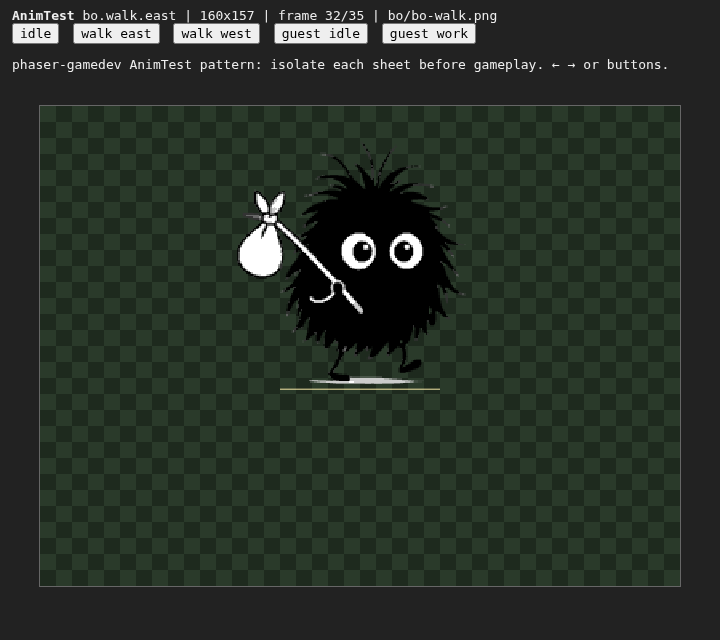 AnimTest bo.walk.east | 160x157 | frame 32/35 | bo/bo-walk.png
idle walk east walk west guest idle guest work
phaser-gamedev AnimTest pattern: isolate each sheet before gameplay. ← → or buttons.